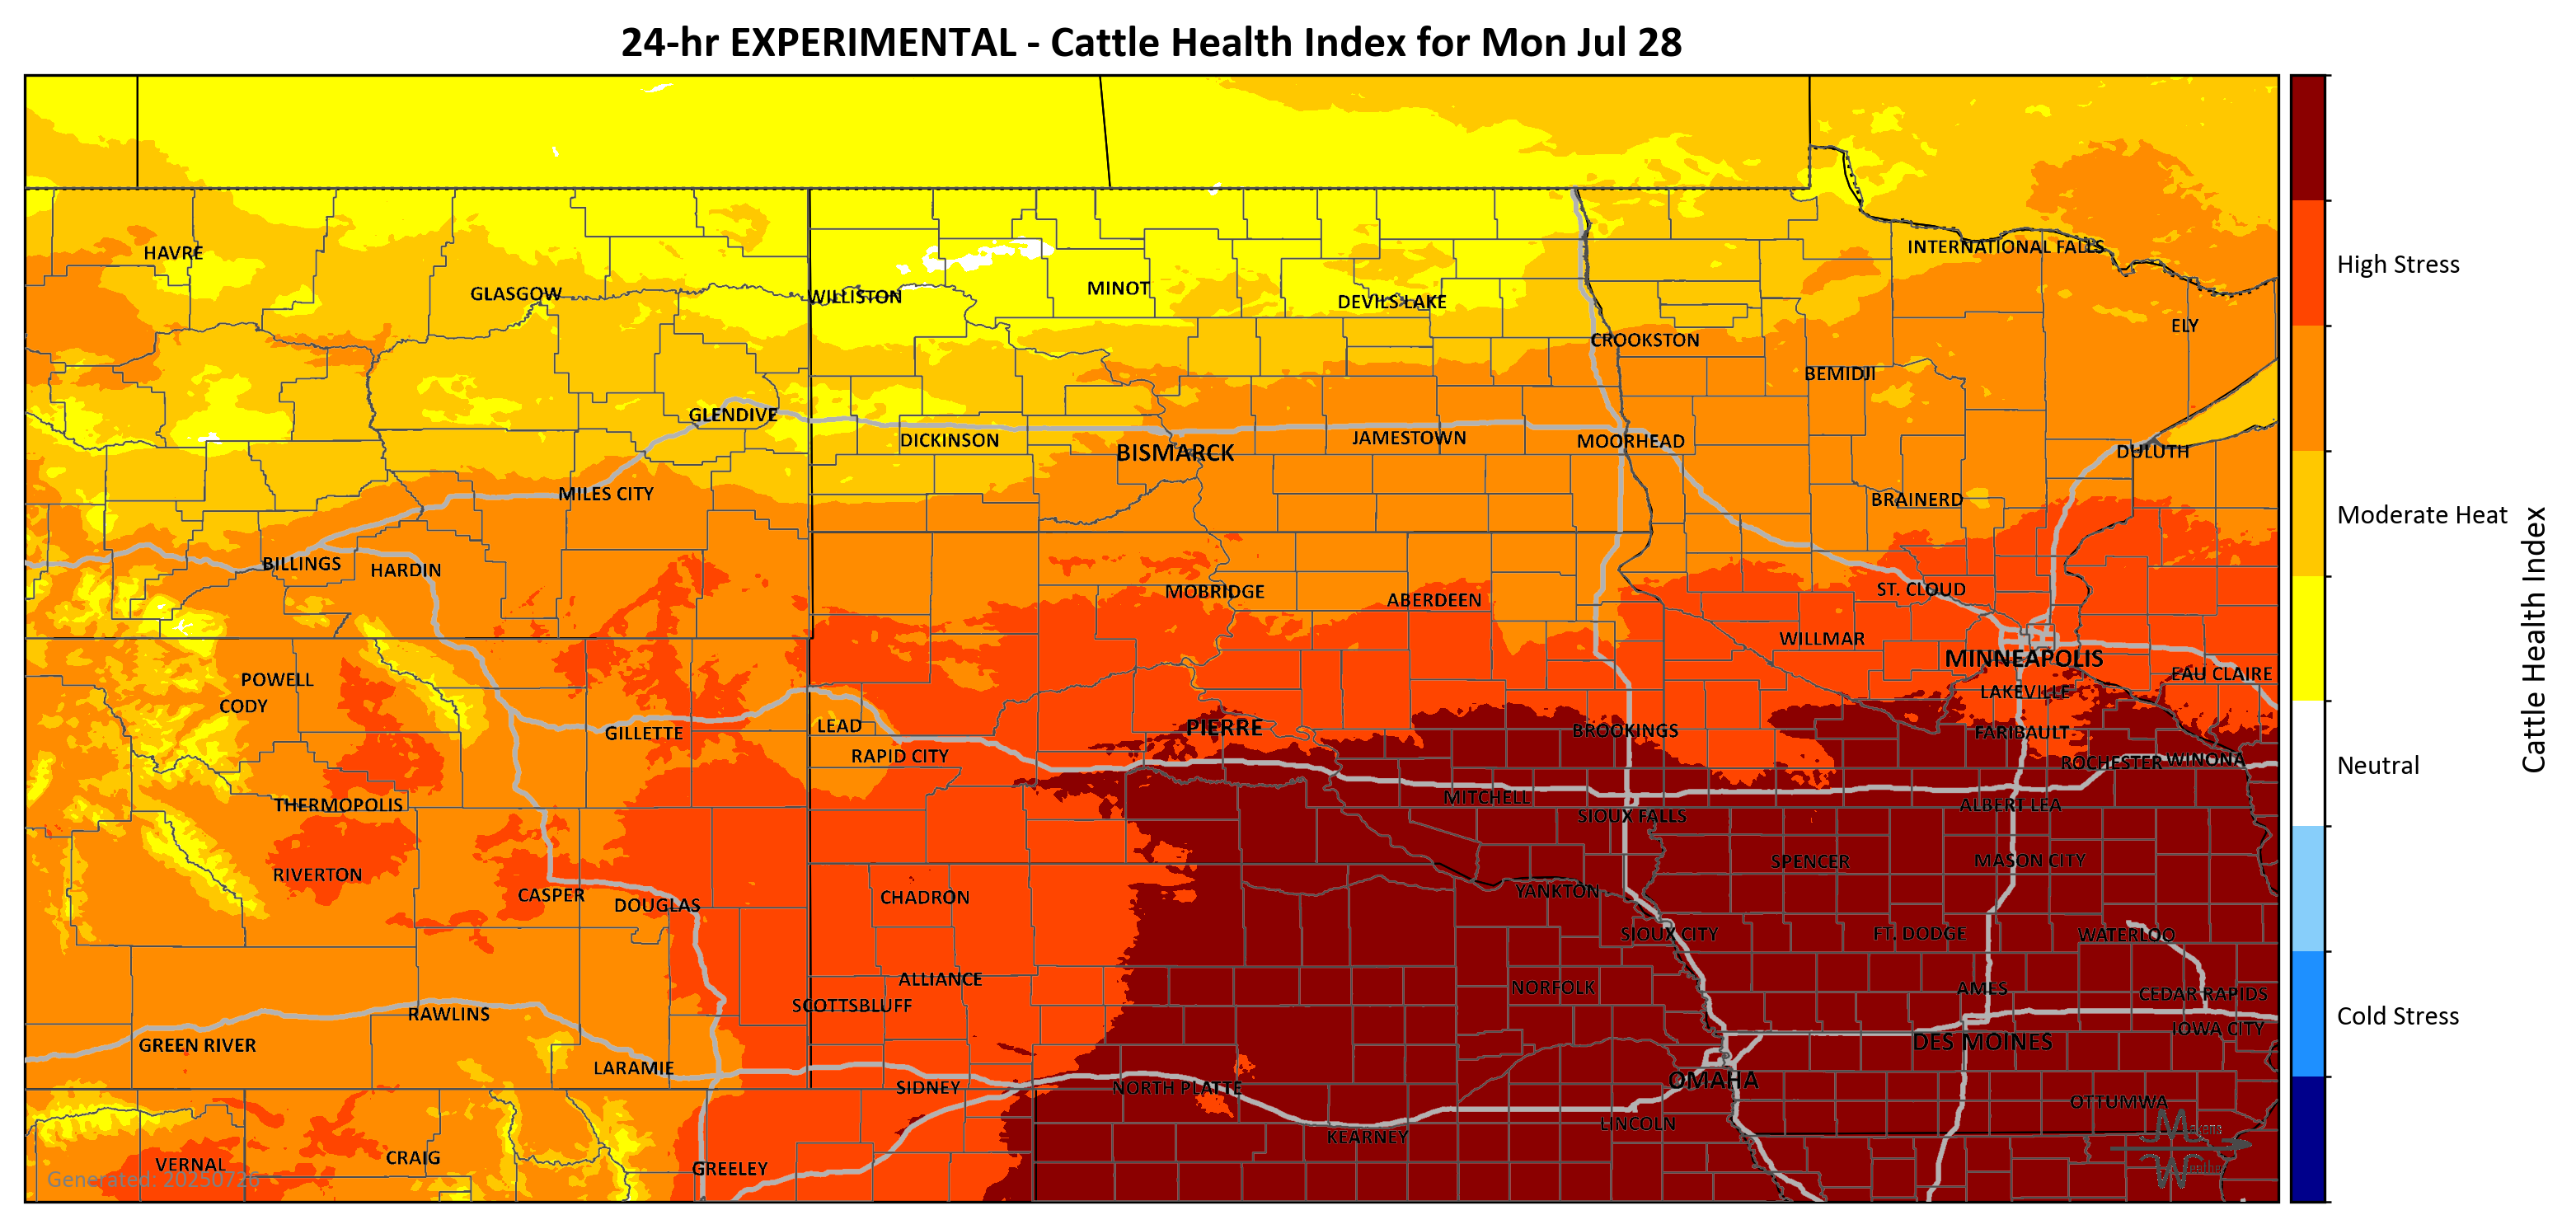 24-hr EXPERIMENTAL - Cattle Health Index for Mon Jul 28
HAVRE
INTERNATIONAL FALLS
GLASGOW
WILLISTON
MINOT
DEVILS LAKE
High Stress
ELY
CROOKSTON
BEMIDJI
GLENDIVE
DICKINSON
BISMARCK
JAMESTOWN
MOORHEAD
DULUTH
MILES CITY
BRAINERD
Moderate Heat
BILLINGS
HARDIN
MOBRIDGE
ABERDEEN
ST. CLOUD
WILLMAR
MINNEAPOLIS
Cattle Health Index
POWELL
EAU CLAIRE
CODY
LAKEVILLE
GILLETTE
LEAD
PIERRE
BROOKINGS
FARIBAULT
RAPID CITY
ROCHESTER
WINONA
Neutral
THERMOPOLIS
MITCHELL
SIOUX FALLS
ALBERT LEA
RIVERTON
SPENCER
MASON CITY
CASPER
DOUGLAS
CHADRON
YANKTON
SIOUX CITY
FT. DODGE
WATERLOO
ALLIANCE
NORFOLK
AMES
CEDAR RAPIDS
SCOTTSBLUFF
RAWLINS
Cold Stress
GREEN RIVER
DES MOINES
IOWA CITY
LARAMIE
SIDNEY
NORTH PLATTE
OMAHA
OTTUMWA
LINCOLN
KEARNEY
VERNAL
CRAIG
GREELEY
Generated: 20250726